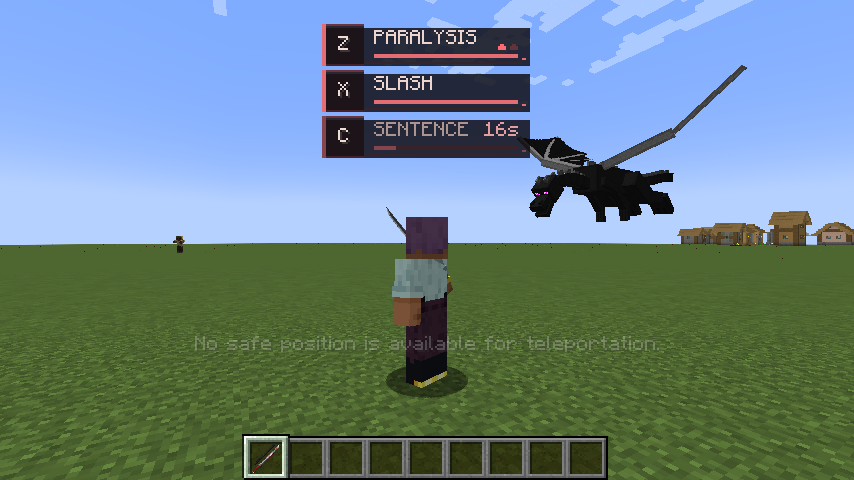 Z PARALYSIS
X SLASH
C SENTENCE 16s
No safe position is available for teleportation.